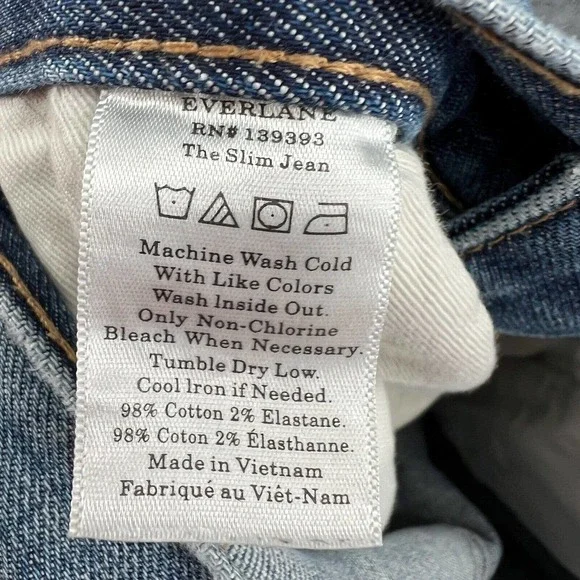 EVERLANE
RN# 139393
The Slim Jean
Machine Wash Cold
With Like Colors
Wash Inside Out.
Only Non-Chlorine
Bleach When Necessary.
Tumble Dry Low.
Cool Iron if Needed.
98% Cotton 2% Elastane.
98% Coton 2% Élasthanne.
Made in Vietnam
Fabriqué au Viêt-Nam